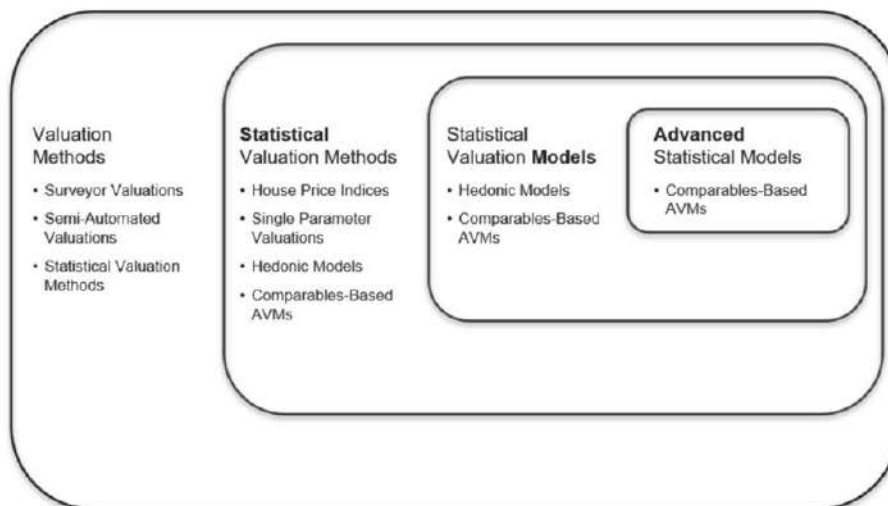 Valuation
Methods
• Surveyor Valuations
• Semi-Automated
Valuations
• Statistical Valuation
Methods
Statistical
Valuation Methods
• House Price Indices
• Single Parameter
Valuations
• Hedonic Models
• Comparables-Based
AVMs
Statistical
Valuation Models
• Hedonic Models
• Comparables-Based
AVMs
Advanced
Statistical Models
• Comparables-Based
AVMs